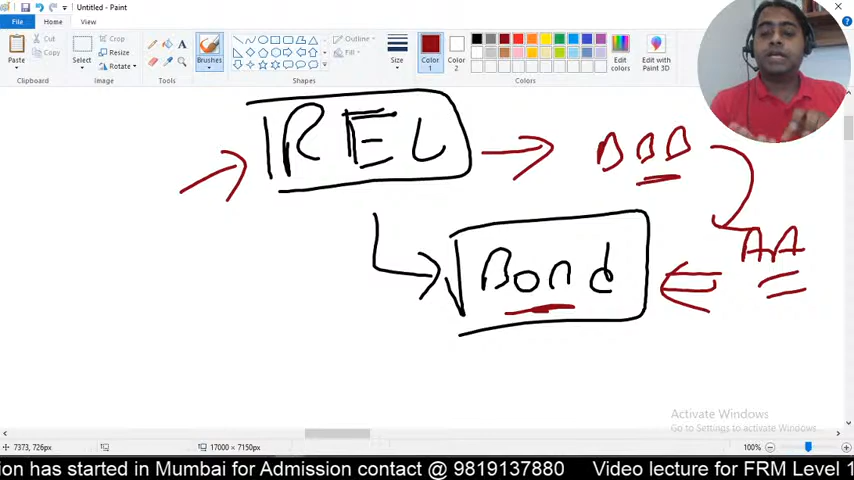 Untitled - Paint
File Home View
Paste Cut Copy Clipboard
Select Crop Resize Rotate Image
A Tools
Brushes
Outline Fill Shapes
Size
Color 1 Color 2 Edit colors Edit with Paint 3D Colors
REL BBB
AA
Bond
Activate Windows
Go to Settings to activate Windows...
7373, 726px 17000 × 7150px 100%
ion has started in Mumbai for Admission contact @ 9819137880 Video lecture for FRM Level 1